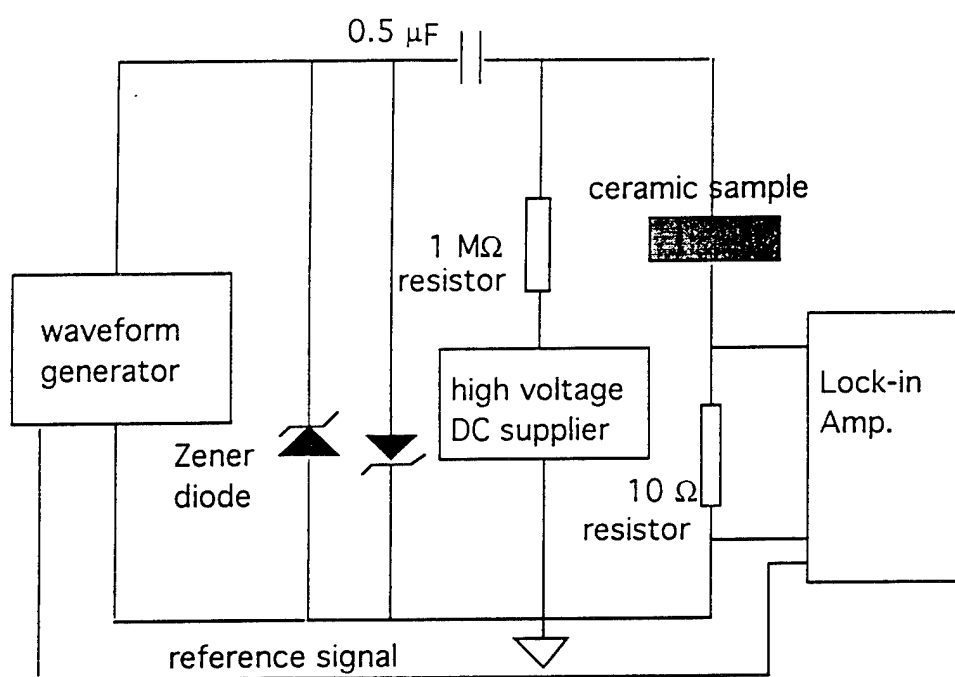 0.5 μF
ceramic sample
1 MΩ
resistor
waveform
generator
high voltage
DC supplier
Lock-in
Amp.
Zener
diode
10 Ω
resistor
reference signal